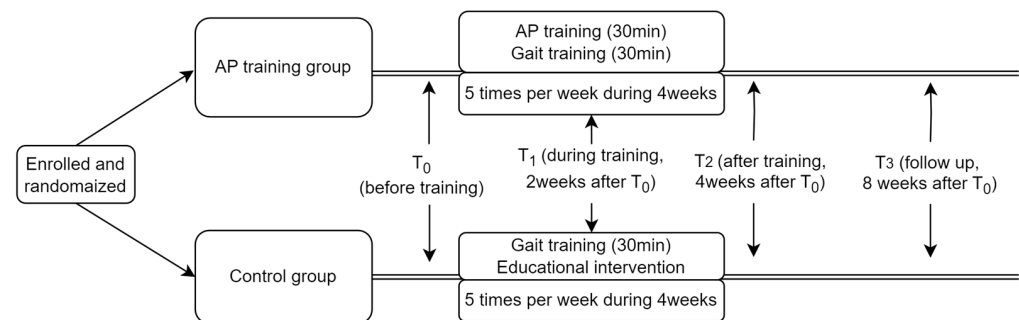 AP training (30min)
Gait training (30min)
AP training group
5 times per week during 4weeks
Enrolled and
randomaized
T0
(before training)
T1 (during training,
2weeks after T0)
T2 (after training,
4weeks after T0)
T3 (follow up,
8 weeks after T0)
Gait training (30min)
Educational intervention
Control group
5 times per week during 4weeks